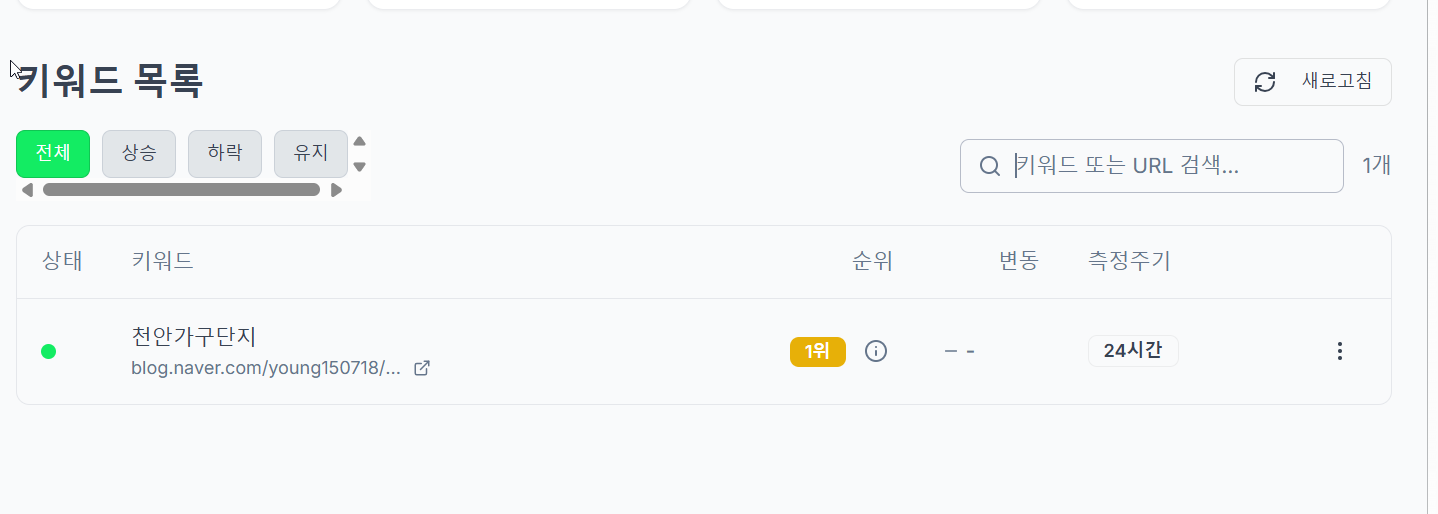 키워드 목록
새로고침
전체 상승 하락 유지
키워드 또는 URL 검색... 1개
상태 키워드 순위 변동 측정주기
천안가구단지
blog.naver.com/young150718/...
1위 – - 24시간